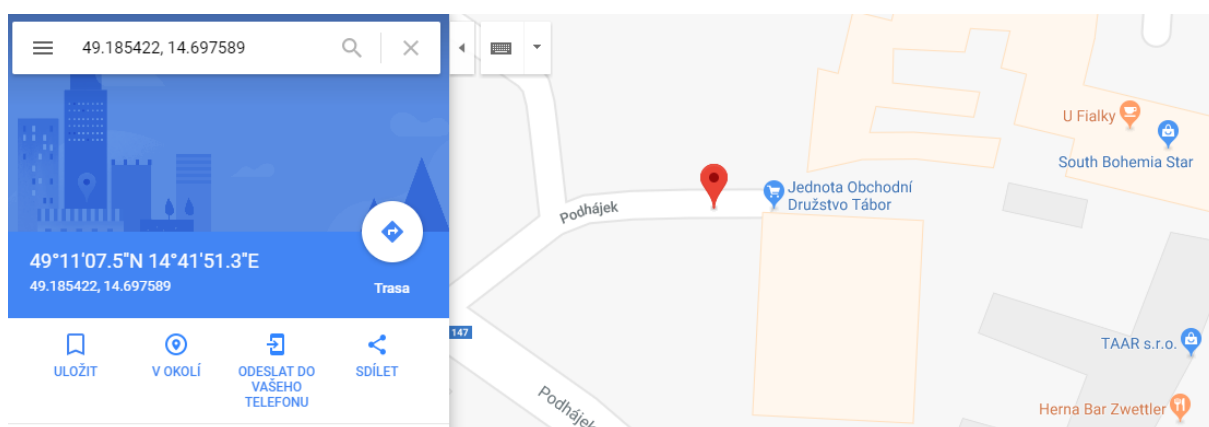 49.185422, 14.697589
49°11'07.5"N 14°41'51.3"E
49.185422, 14.697589
Trasa
ULOŽIT
V OKOLÍ
ODESLAT DO
VAŠEHO
TELEFONU
SDÍLET
U Fialky
South Bohemia Star
Jednota Obchodní
Družstvo Tábor
Podhájek
147
TAAR s.r.o.
Podhájek
Herna Bar Zwettler